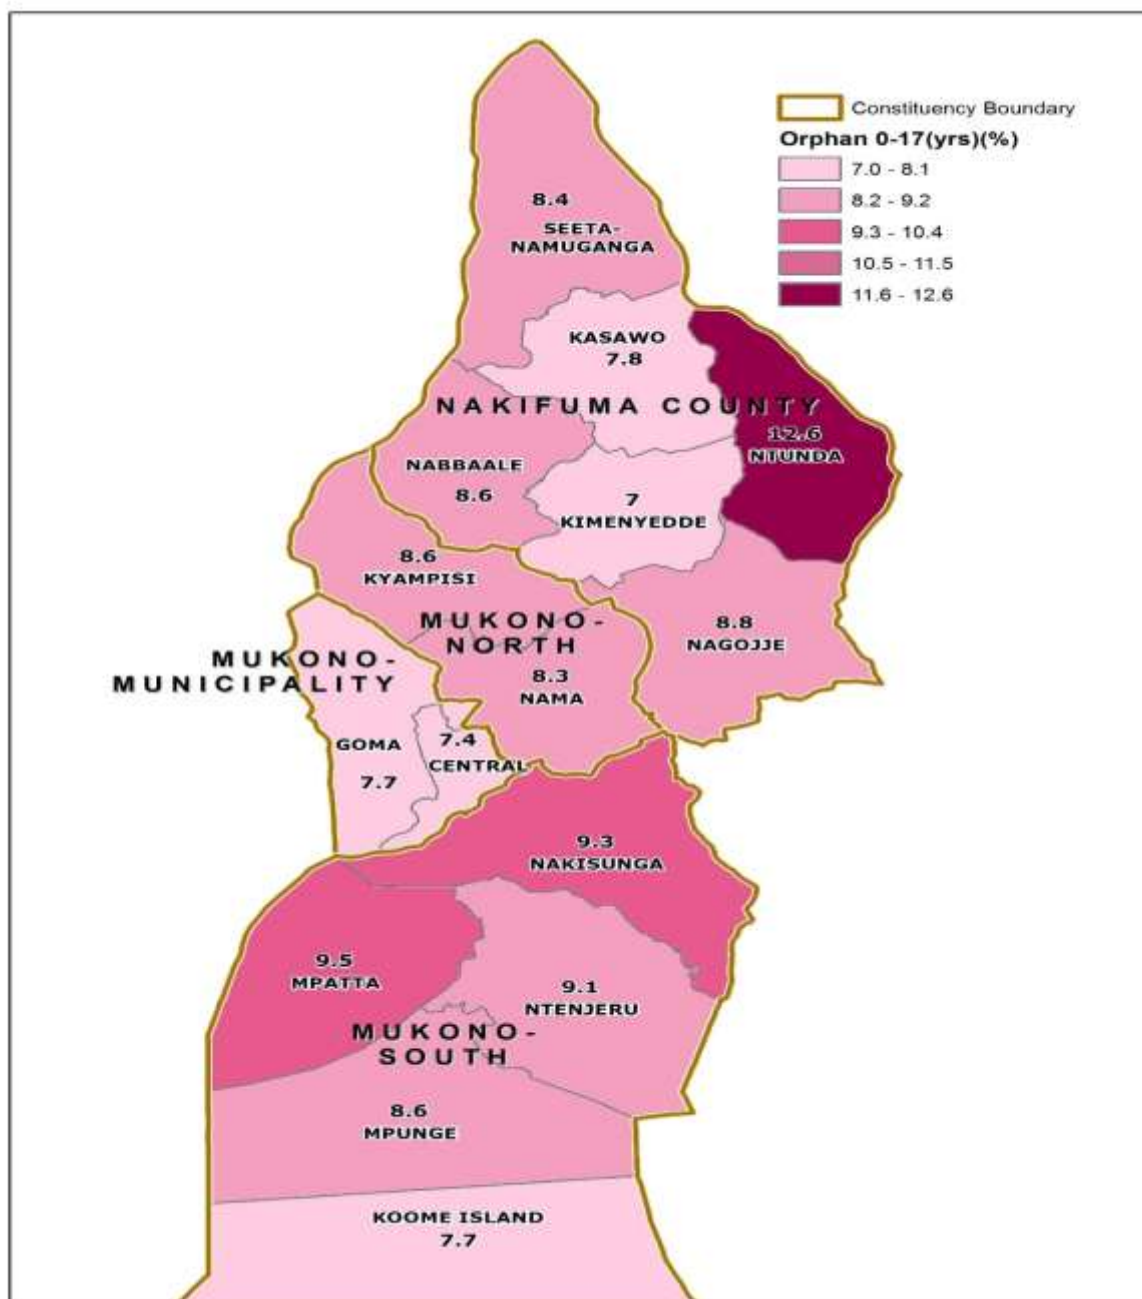 Constituency Boundary
Orphan 0-17(yrs)(%)
7.0 - 8.1
8.2 - 9.2
9.3 - 10.4
10.5 - 11.5
11.6 - 12.6
8.4
SEETA-
NAMUGANGA
KASAWO
7.8
NAKIFUMA COUNTY
12.6
NTUNDA
NABBAALE
8.6
7
KIMENYEDDE
8.6
KYAMPISI
MUKONO-
NORTH
8.8
NAGOJJE
MUKONO-
MUNICIPALITY
8.3
NAMA
GOMA
7.7
7.4
CENTRAL
9.3
NAKISUNGA
9.5
MPATTA
9.1
NTENJERU
MUKONO-
SOUTH
8.6
MPUNGE
KOOME ISLAND
7.7